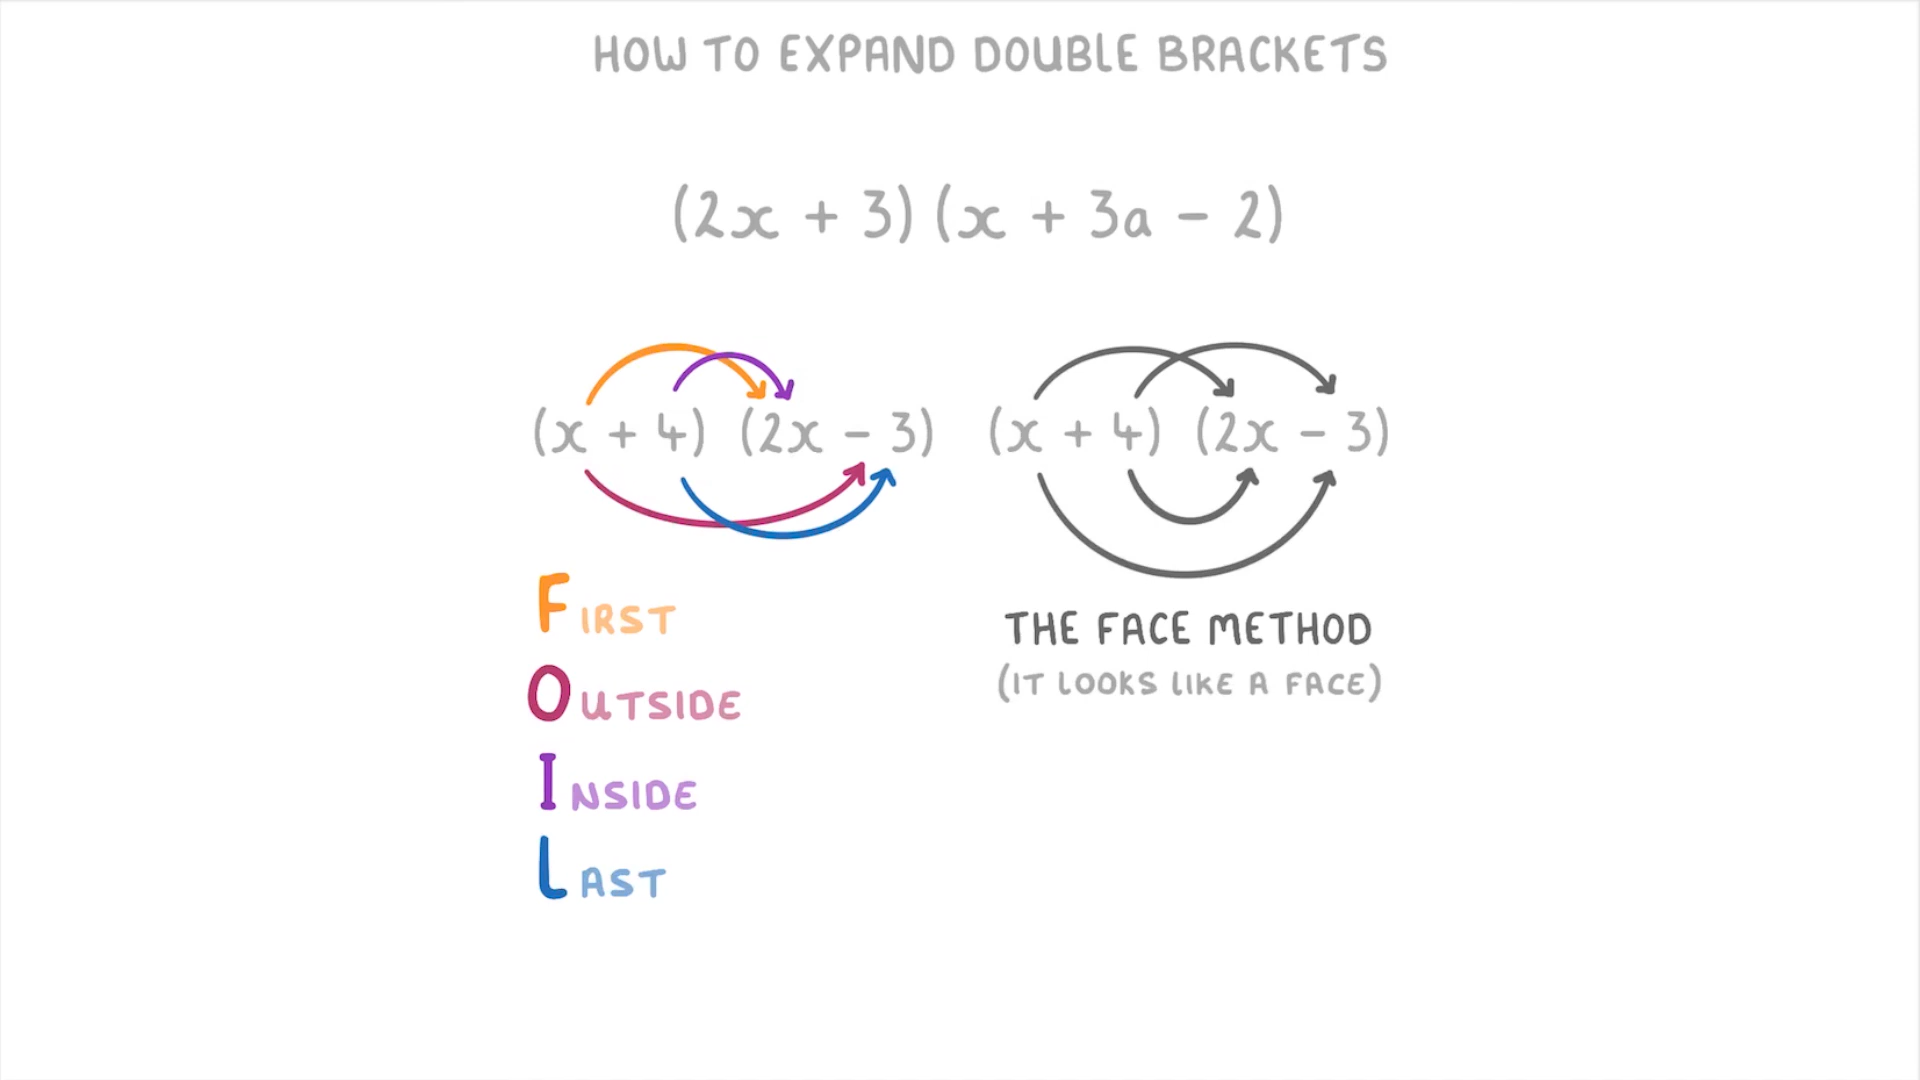 HOW TO EXPAND DOUBLE BRACKETS
(2x + 3) (x + 3a - 2)
(x + 4) (2x - 3)
(x + 4) (2x - 3)
FIRST
OUTSIDE
INSIDE
LAST
THE FACE METHOD
(IT LOOKS LIKE A FACE)